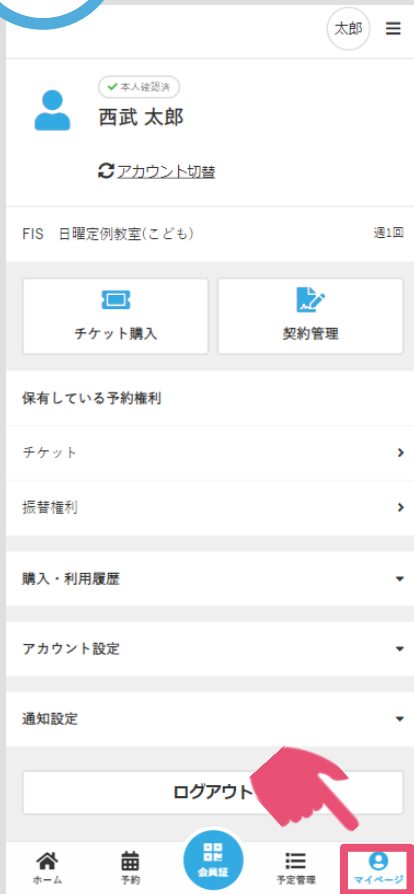 太郎
本人確認済
西武 太郎
アカウント切替
FIS 日曜定例教室(こども) 週1回
チケット購入 契約管理
保有している予約権利
チケット
振替権利
購入・利用履歴
アカウント設定
通知設定
ログアウト
ホーム 予約 会員証 予定管理 マイページ